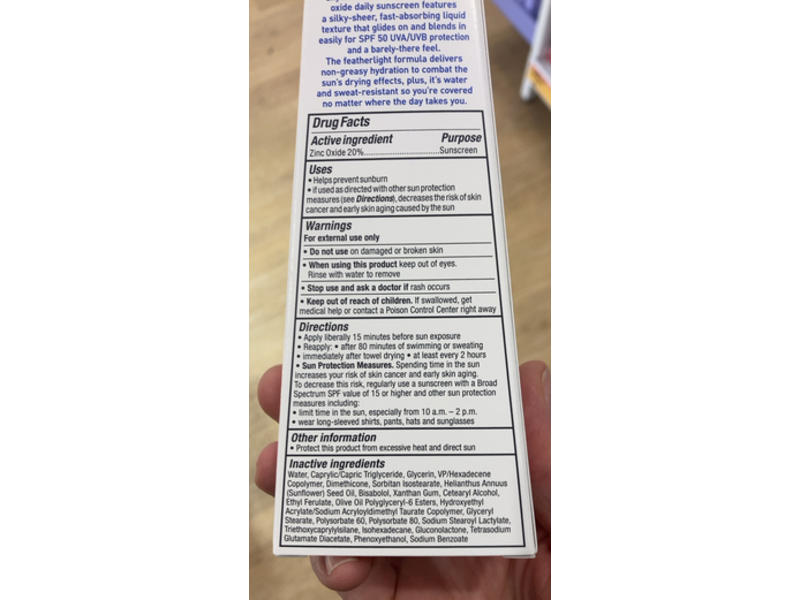 oxide daily sunscreen features
a silky-sheer, fast-absorbing liquid
texture that glides on and blends in
easily for SPF 50 UVA/UVB protection
and a barely-there feel.
The featherlight formula delivers
non-greasy hydration to combat the
sun's drying effects, plus, it's water
and sweat-resistant so you're covered
no matter where the day takes you.
Drug Facts
Active ingredient Purpose
Zinc Oxide 20%..............................Sunscreen
Uses
• Helps prevent sunburn
• if used as directed with other sun protection
measures (see Directions), decreases the risk of skin
cancer and early skin aging caused by the sun
Warnings
For external use only
• Do not use on damaged or broken skin
• When using this product keep out of eyes.
Rinse with water to remove
• Stop use and ask a doctor if rash occurs
• Keep out of reach of children. If swallowed, get
medical help or contact a Poison Control Center right away
Directions
• Apply liberally 15 minutes before sun exposure
• Reapply: • after 80 minutes of swimming or sweating
• immediately after towel drying • at least every 2 hours
• Sun Protection Measures. Spending time in the sun
increases your risk of skin cancer and early skin aging.
To decrease this risk, regularly use a sunscreen with a Broad
Spectrum SPF value of 15 or higher and other sun protection
measures including:
• limit time in the sun, especially from 10 a.m. – 2 p.m.
• wear long-sleeved shirts, pants, hats and sunglasses
Other information
• Protect this product from excessive heat and direct sun
Inactive ingredients
Water, Caprylic/Capric Triglyceride, Glycerin, VP/Hexadecene
Copolymer, Dimethicone, Sorbitan Isostearate, Helianthus Annuus
(Sunflower) Seed Oil, Bisabolol, Xanthan Gum, Cetearyl Alcohol,
Ethyl Ferulate, Olive Oil Polyglyceryl-6 Esters, Hydroxyethyl
Acrylate/Sodium Acryloyldimethyl Taurate Copolymer, Glyceryl
Stearate, Polysorbate 60, Polysorbate 80, Sodium Stearoyl Lactylate,
Triethoxycaprylylsilane, Isohexadecane, Gluconolactone, Tetrasodium
Glutamate Diacetate, Phenoxyethanol, Sodium Benzoate